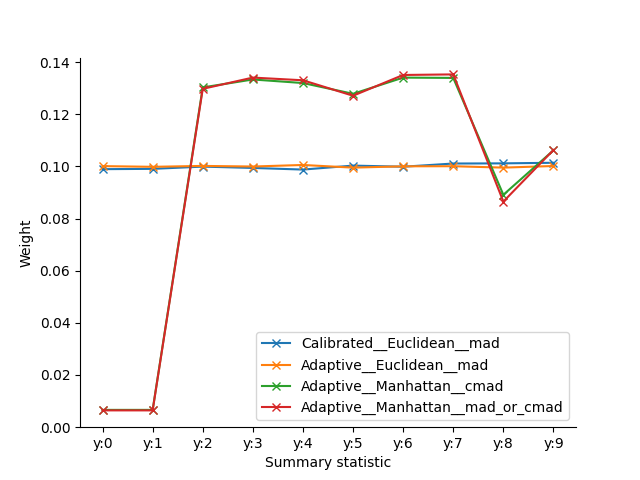 0.14
0.12
0.10
0.08
0.06
0.04
0.02
0.00
Weight
Calibrated__Euclidean__mad
Adaptive__Euclidean__mad
Adaptive__Manhattan__cmad
Adaptive__Manhattan__mad_or_cmad
y:0 y:1 y:2 y:3 y:4 y:5 y:6 y:7 y:8 y:9
Summary statistic